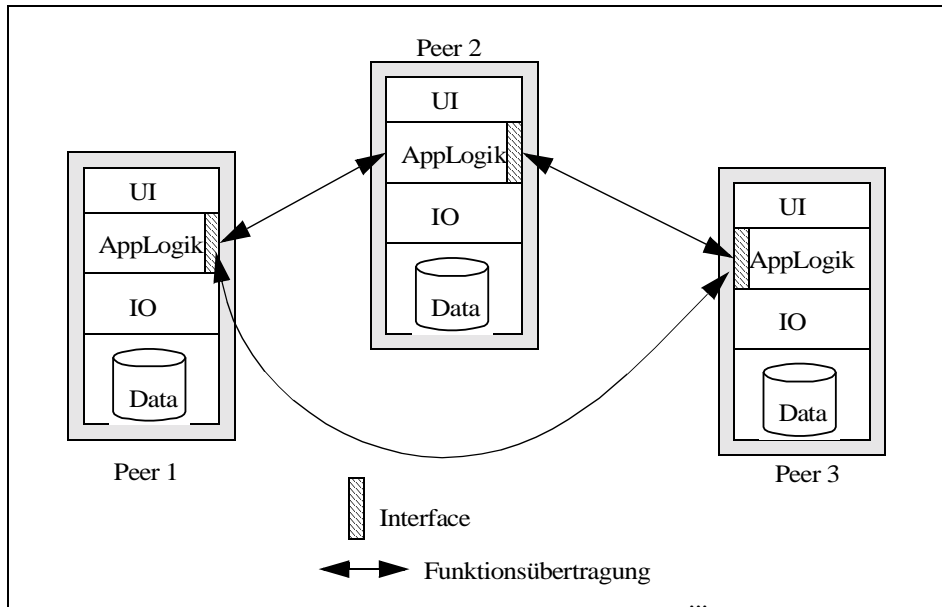 Peer 2
UI
AppLogik
IO
Data
UI
AppLogik
IO
Data
Peer 1
UI
AppLogik
IO
Data
Peer 3
Interface
Funktionsübertragung
...